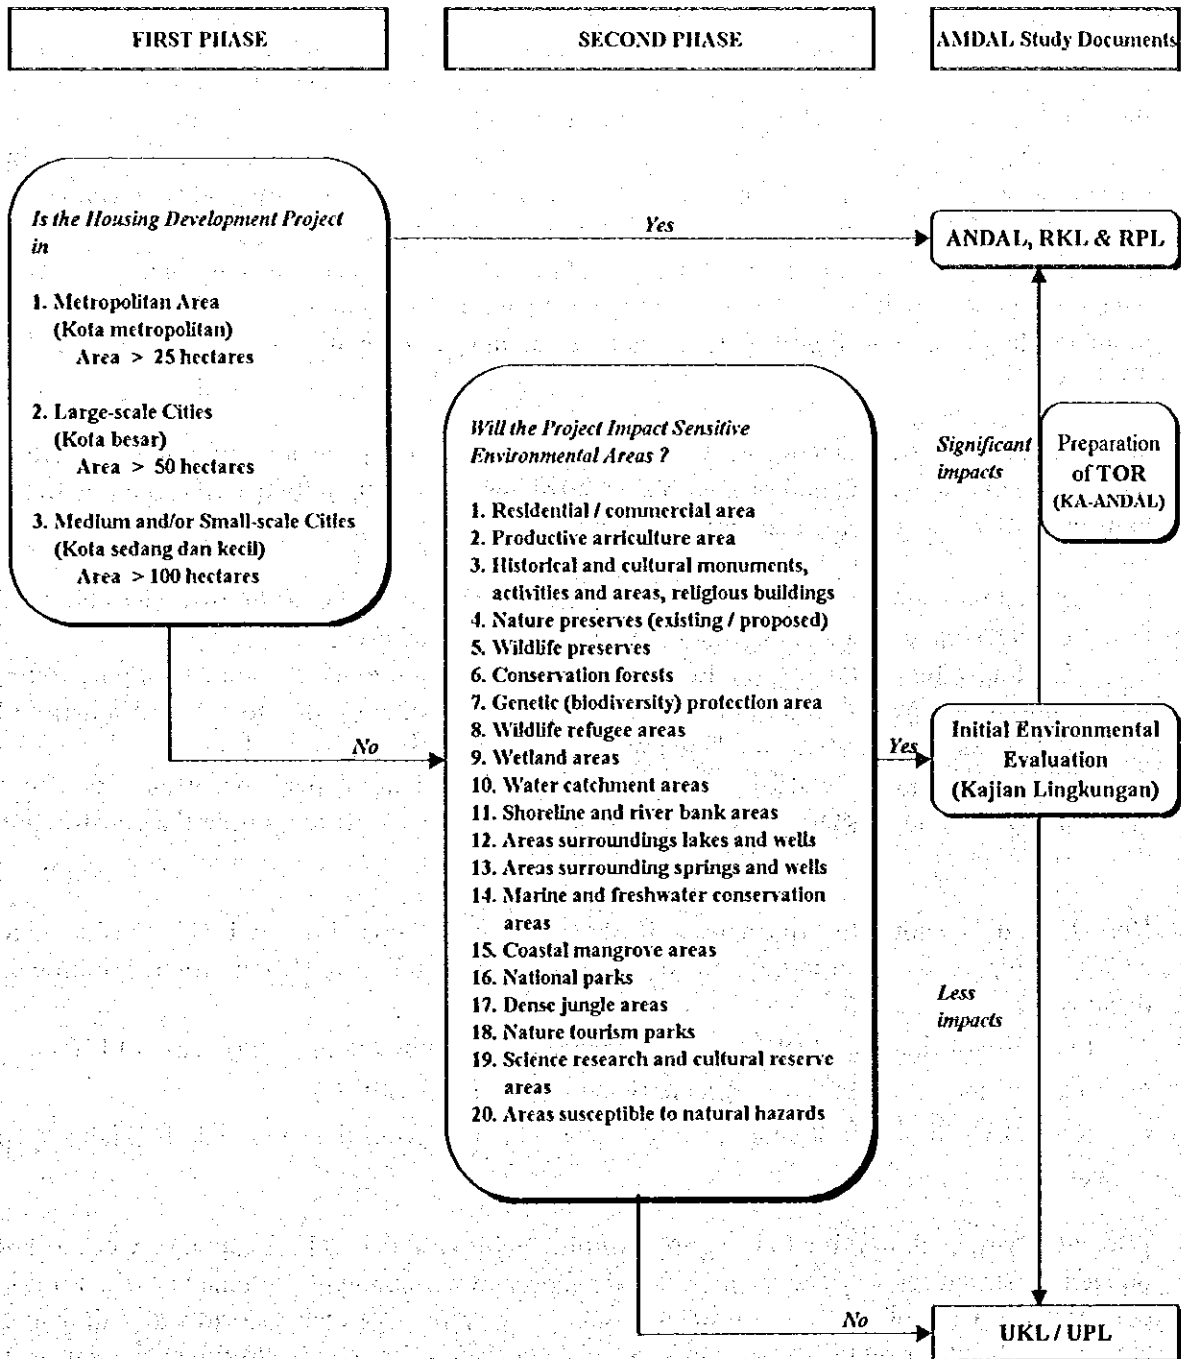 FIRST PHASE
SECOND PHASE
AMDAL Study Documents
Is the Housing Development Project
in
1. Metropolitan Area
(Kota metropolitan)
Area > 25 hectares
2. Large-scale Cities
(Kota besar)
Area > 50 hectares
3. Medium and/or Small-scale Cities
(Kota sedang dan kecil)
Area > 100 hectares
Yes
ANDAL, RKL & RPL
No
Will the Project Impact Sensitive
Environmental Areas ?
1. Residential / commercial area
2. Productive arriculture area
3. Historical and cultural monuments,
activities and areas, religious buildings
4. Nature preserves (existing / proposed)
5. Wildlife preserves
6. Conservation forests
7. Genetic (biodiversity) protection area
8. Wildlife refugee areas
9. Wetland areas
10. Water catchment areas
11. Shoreline and river bank areas
12. Areas surroundings lakes and wells
13. Areas surrounding springs and wells
14. Marine and freshwater conservation
areas
15. Coastal mangrove areas
16. National parks
17. Dense jungle areas
18. Nature tourism parks
19. Science research and cultural reserve
areas
20. Areas susceptible to natural hazards
Significant
impacts
Preparation
of TOR
(KA-ANDAL)
Yes
Initial Environmental
Evaluation
(Kajian Lingkungan)
Less
impacts
No
UKL / UPL